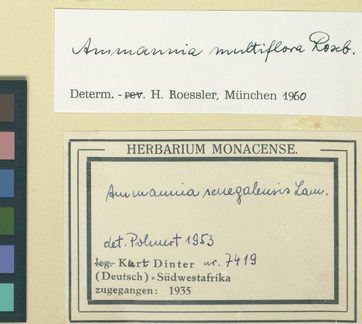 Ammannia multiflora Roxb.
Determ. - rev. H. Roessler, München 1960
HERBARIUM MONACENSE.
Ammannia senegalensis Lam.
det. Pohnert 1953
leg. Kurt Dinter nr. 7419
(Deutsch) - Südwestafrika
zugegangen: 1935